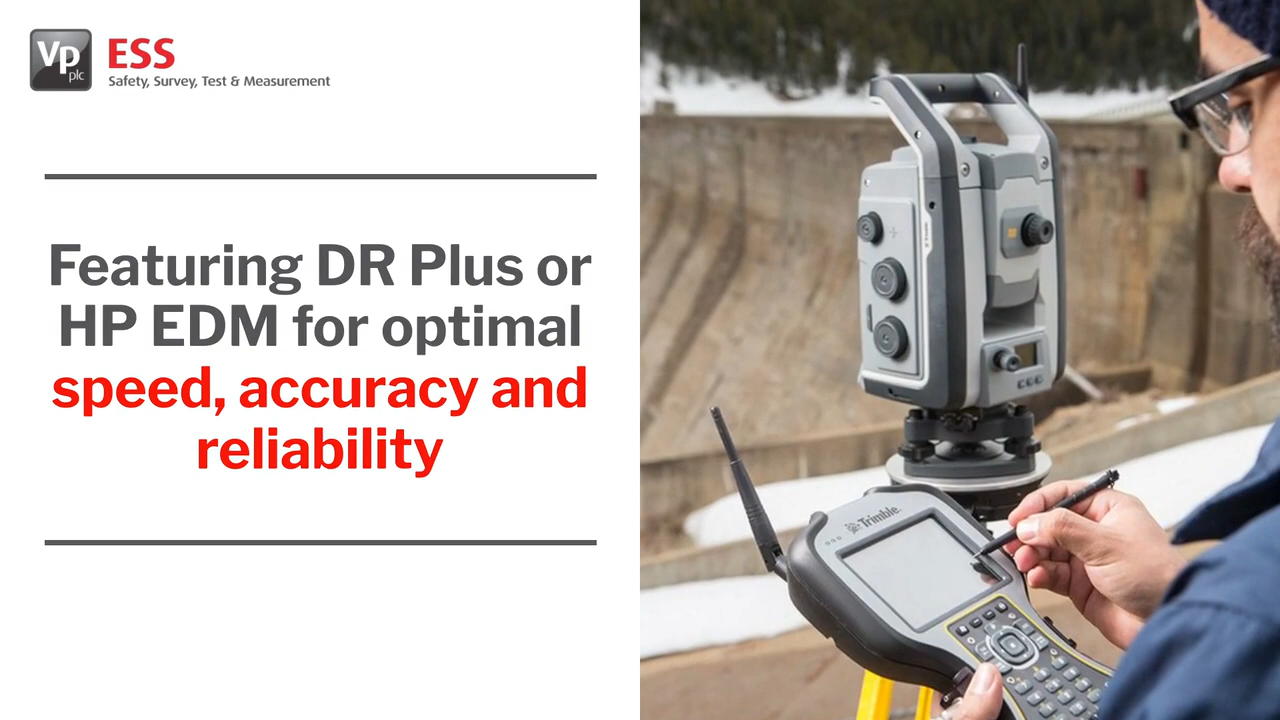 Vp
plc
ESS
Safety, Survey, Test & Measurement
Featuring DR Plus or
HP EDM for optimal
speed, accuracy and
reliability
Trimble.